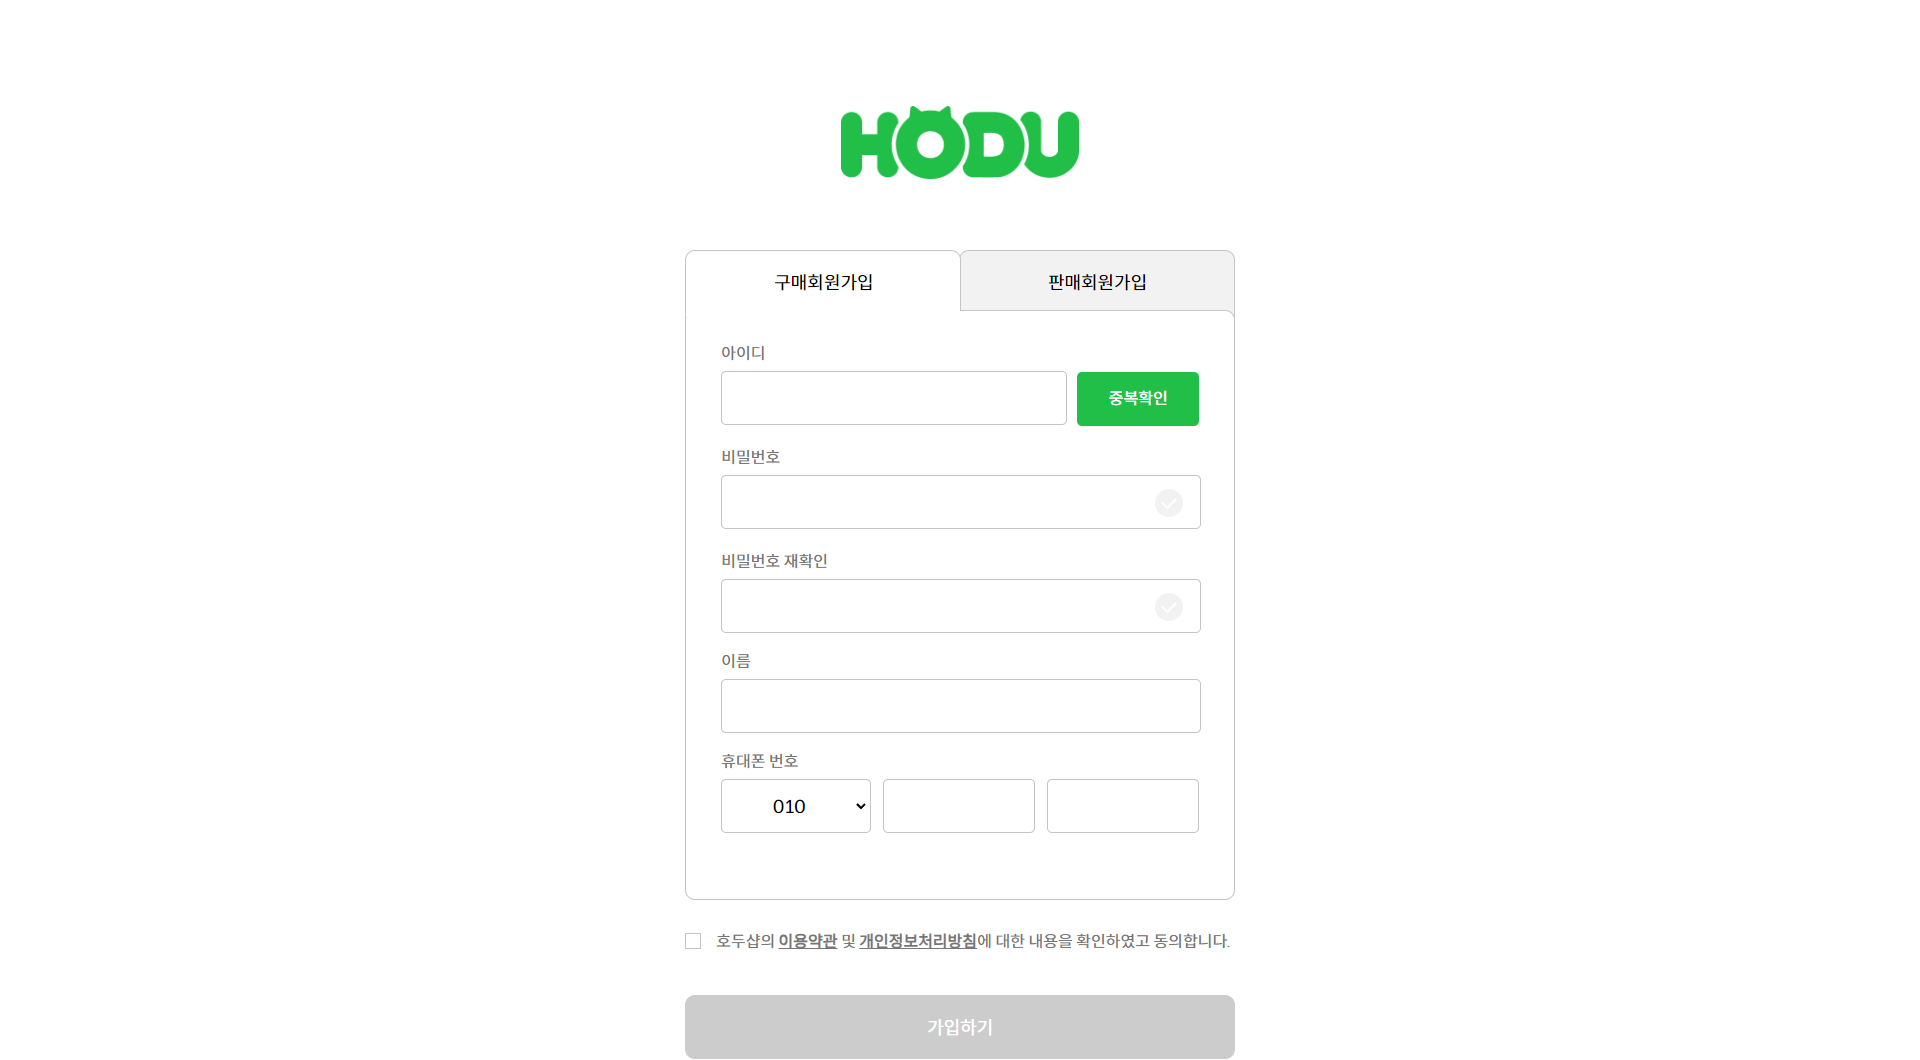 HODU
구매회원가입
판매회원가입
아이디
중복확인
비밀번호
비밀번호 재확인
이름
휴대폰 번호
010
호두샵의 이용약관 및 개인정보처리방침에 대한 내용을 확인하였고 동의합니다.
가입하기